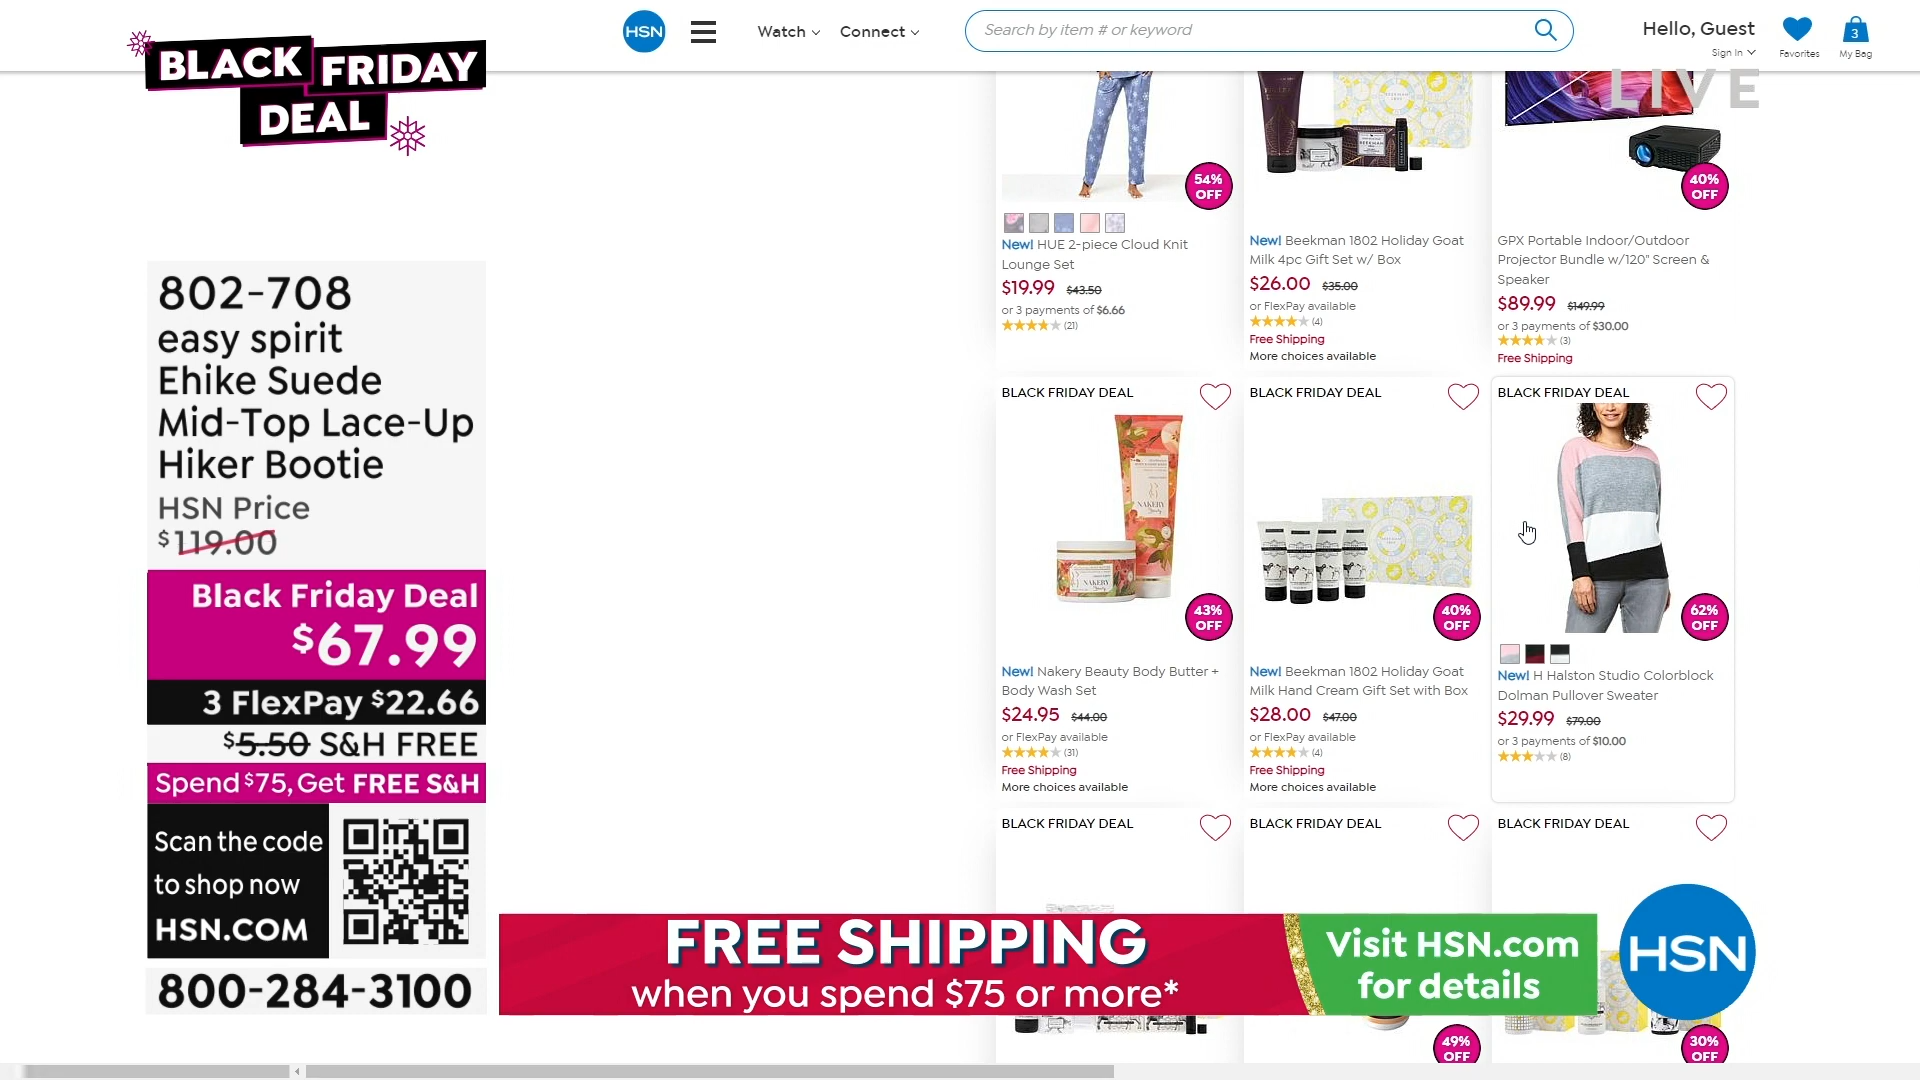 BLACK FRIDAY
DEAL
HSN
Watch
Connect
Search by item # or keyword
Hello, Guest
Sign In
Favorites
3
My Bag
LIVE
802-708
easy spirit
Ehike Suede
Mid-Top Lace-Up
Hiker Bootie
HSN Price
$119.00
Black Friday Deal
$67.99
3 FlexPay $22.66
$5.50 S&H FREE
Spend $75, Get FREE S&H
Scan the code
to shop now
HSN.COM
800-284-3100
54%
OFF
New! HUE 2-piece Cloud Knit
Lounge Set
$19.99 $43.50
or 3 payments of $6.66
(21)
BEEKMAN
New! Beekman 1802 Holiday Goat
Milk 4pc Gift Set w/ Box
$26.00 $35.00
or FlexPay available
(4)
Free Shipping
More choices available
40%
OFF
GPX Portable Indoor/Outdoor
Projector Bundle w/120" Screen &
Speaker
$89.99 $149.99
or 3 payments of $30.00
(3)
Free Shipping
BLACK FRIDAY DEAL
NAKERY
Beauty
NAKERY
43%
OFF
New! Nakery Beauty Body Butter +
Body Wash Set
$24.95 $44.00
or FlexPay available
(31)
Free Shipping
More choices available
BLACK FRIDAY DEAL
40%
OFF
New! Beekman 1802 Holiday Goat
Milk Hand Cream Gift Set with Box
$28.00 $47.00
or FlexPay available
(4)
Free Shipping
More choices available
BLACK FRIDAY DEAL
62%
OFF
New! H Halston Studio Colorblock
Dolman Pullover Sweater
$29.99 $79.00
or 3 payments of $10.00
(8)
BLACK FRIDAY DEAL
BLACK FRIDAY DEAL
BLACK FRIDAY DEAL
FREE SHIPPING
when you spend $75 or more*
Visit HSN.com
for details
HSN
49%
OFF
30%
OFF